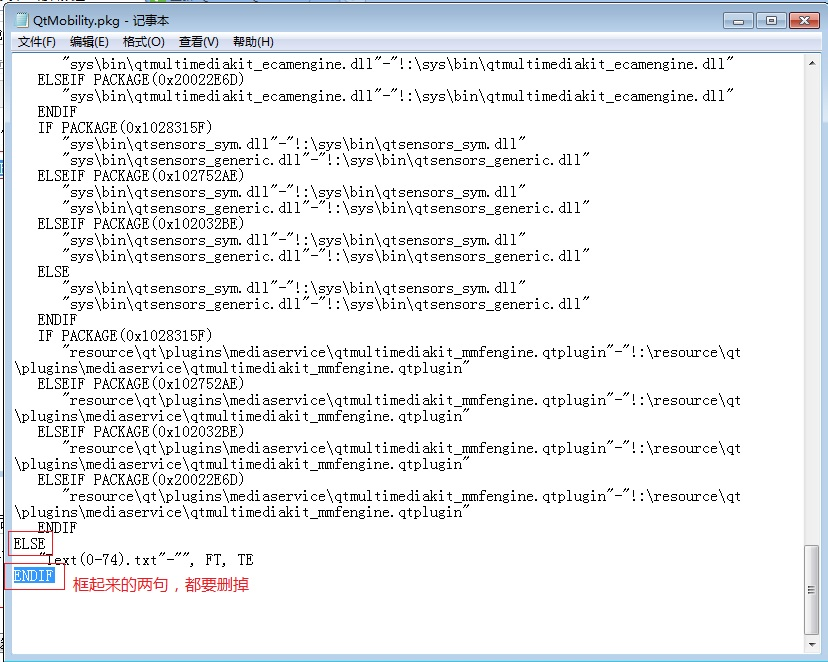 QtMobility.pkg - 记事本
文件(F) 编辑(E) 格式(O) 查看(V) 帮助(H)
"sys\bin\qtmultimediakit_ecamengine.dll"-"!:\sys\bin\qtmultimediakit_ecamengine.dll"
ELSEIF PACKAGE(0x20022E6D)
"sys\bin\qtmultimediakit_ecamengine.dll"-"!:\sys\bin\qtmultimediakit_ecamengine.dll"
ENDIF
IF PACKAGE(0x1028315F)
"sys\bin\qtsensors_sym.dll"-"!:\sys\bin\qtsensors_sym.dll"
"sys\bin\qtsensors_generic.dll"-"!:\sys\bin\qtsensors_generic.dll"
ELSEIF PACKAGE(0x102752AE)
"sys\bin\qtsensors_sym.dll"-"!:\sys\bin\qtsensors_sym.dll"
"sys\bin\qtsensors_generic.dll"-"!:\sys\bin\qtsensors_generic.dll"
ELSEIF PACKAGE(0x102032BE)
"sys\bin\qtsensors_sym.dll"-"!:\sys\bin\qtsensors_sym.dll"
"sys\bin\qtsensors_generic.dll"-"!:\sys\bin\qtsensors_generic.dll"
ELSE
"sys\bin\qtsensors_sym.dll"-"!:\sys\bin\qtsensors_sym.dll"
"sys\bin\qtsensors_generic.dll"-"!:\sys\bin\qtsensors_generic.dll"
ENDIF
IF PACKAGE(0x1028315F)
"resource\qt\plugins\mediaservice\qtmultimediakit_mmfengine.qtplugin"-"!:\resource\qt
\plugins\mediaservice\qtmultimediakit_mmfengine.qtplugin"
ELSEIF PACKAGE(0x102752AE)
"resource\qt\plugins\mediaservice\qtmultimediakit_mmfengine.qtplugin"-"!:\resource\qt
\plugins\mediaservice\qtmultimediakit_mmfengine.qtplugin"
ELSEIF PACKAGE(0x102032BE)
"resource\qt\plugins\mediaservice\qtmultimediakit_mmfengine.qtplugin"-"!:\resource\qt
\plugins\mediaservice\qtmultimediakit_mmfengine.qtplugin"
ELSEIF PACKAGE(0x20022E6D)
"resource\qt\plugins\mediaservice\qtmultimediakit_mmfengine.qtplugin"-"!:\resource\qt
\plugins\mediaservice\qtmultimediakit_mmfengine.qtplugin"
ENDIF
ELSE
"Text(0-74).txt"-"", FT, TE
ENDIF
框起来的两句，都要删掉